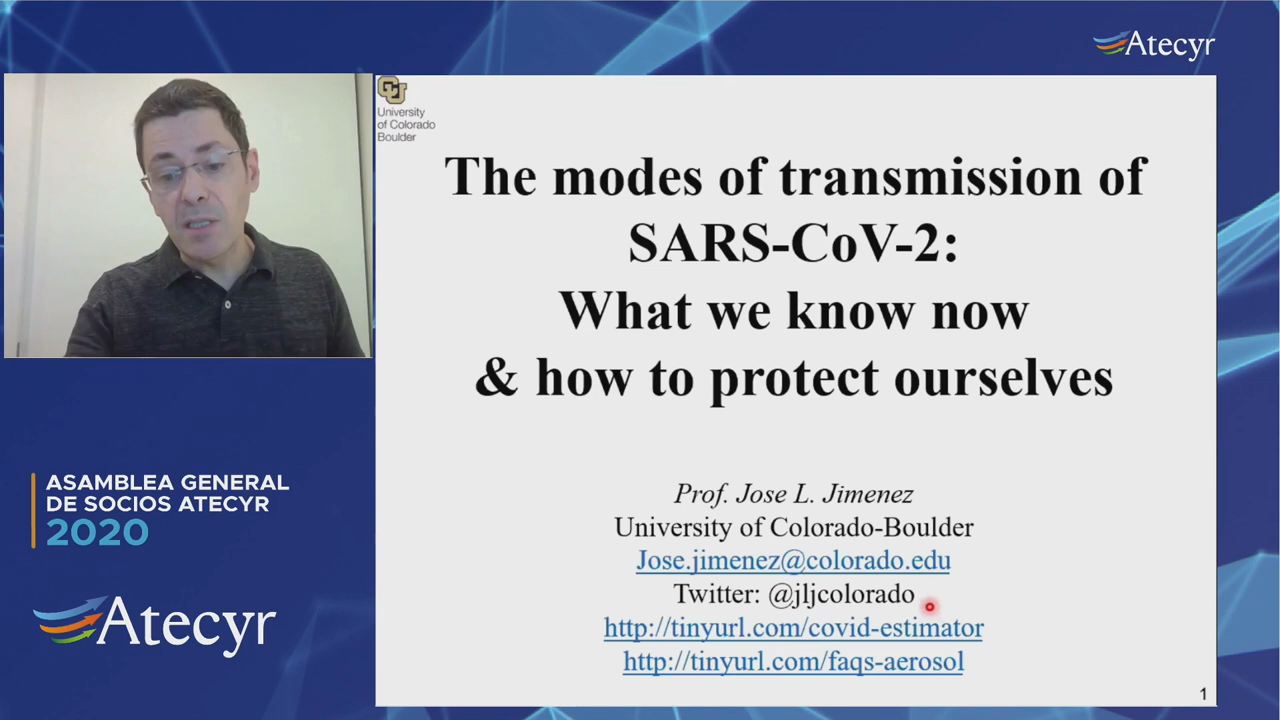 Atecyr
University
of Colorado
Boulder
The modes of transmission of
SARS-CoV-2:
What we know now
& how to protect ourselves
Prof. Jose L. Jimenez
University of Colorado-Boulder
Jose.jimenez@colorado.edu
Twitter: @jljcolorado
http://tinyurl.com/covid-estimator
http://tinyurl.com/faqs-aerosol
1
ASAMBLEA GENERAL
DE SOCIOS ATECYR
2020
Atecyr